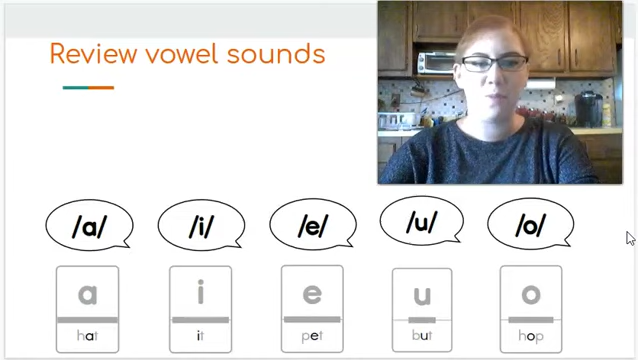 Review vowel sounds
/a/ /i/ /e/ /u/ /o/
a i e u o
hat it pet but hop